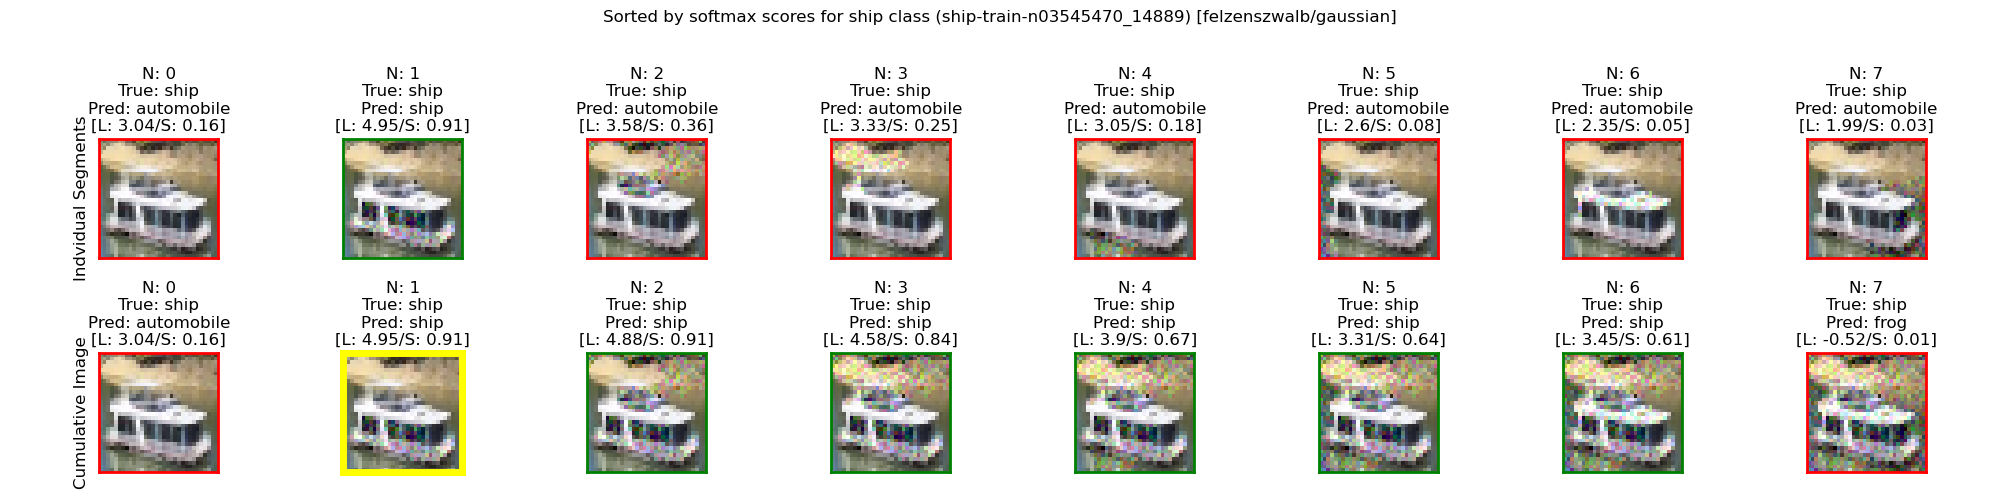 Sorted by softmax scores for ship class (ship-train-n03545470_14889) [felzenszwalb/gaussian]
Indvidual Segments
N: 0
True: ship
Pred: automobile
[L: 3.04/S: 0.16]
N: 1
True: ship
Pred: ship
[L: 4.95/S: 0.91]
N: 2
True: ship
Pred: automobile
[L: 3.58/S: 0.36]
N: 3
True: ship
Pred: automobile
[L: 3.33/S: 0.25]
N: 4
True: ship
Pred: automobile
[L: 3.05/S: 0.18]
N: 5
True: ship
Pred: automobile
[L: 2.6/S: 0.08]
N: 6
True: ship
Pred: automobile
[L: 2.35/S: 0.05]
N: 7
True: ship
Pred: automobile
[L: 1.99/S: 0.03]
Cumulative Image
N: 0
True: ship
Pred: automobile
[L: 3.04/S: 0.16]
N: 1
True: ship
Pred: ship
[L: 4.95/S: 0.91]
N: 2
True: ship
Pred: ship
[L: 4.88/S: 0.91]
N: 3
True: ship
Pred: ship
[L: 4.58/S: 0.84]
N: 4
True: ship
Pred: ship
[L: 3.9/S: 0.67]
N: 5
True: ship
Pred: ship
[L: 3.31/S: 0.64]
N: 6
True: ship
Pred: ship
[L: 3.45/S: 0.61]
N: 7
True: ship
Pred: frog
[L: -0.52/S: 0.01]